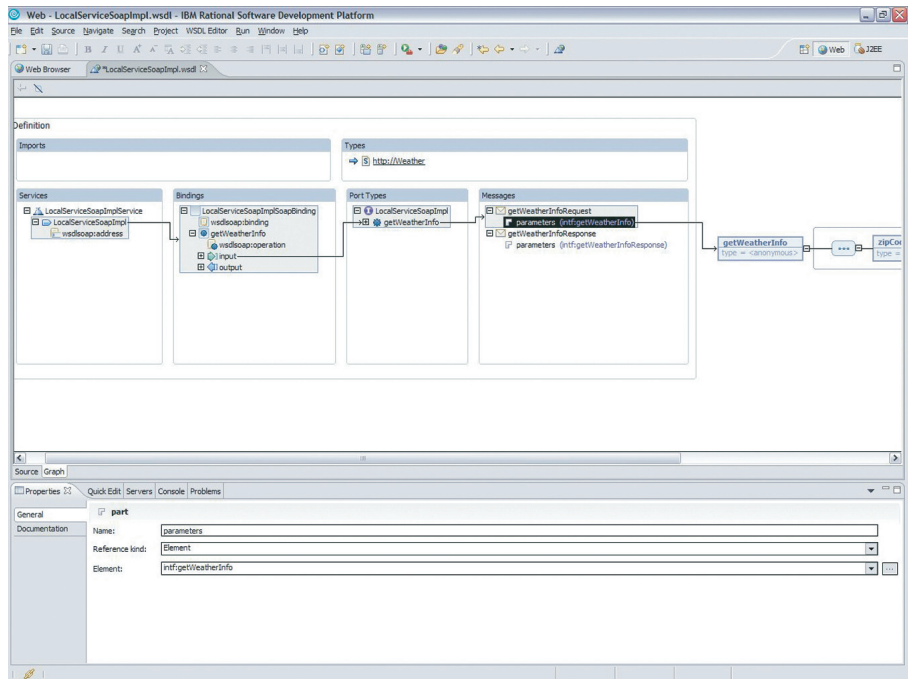 Web - LocalServiceSoapImpl.wsdl - IBM Rational Software Development Platform
File Edit Source Navigate Search Project WSDL Editor Run Window Help
Web J2EE
Web Browser *LocalServiceSoapImpl.wsdl
Definition
Imports
Types
http://Weather
Services
LocalServiceSoapImplService
LocalServiceSoapImpl
wsdlsoap:address
Bindings
LocalServiceSoapImplSoapBinding
wsdlsoap:binding
getWeatherInfo
wsdlsoap:operation
input
output
Port Types
LocalServiceSoapImpl
getWeatherInfo
Messages
getWeatherInfoRequest
parameters (intf:getWeatherInfo)
getWeatherInfoResponse
parameters (intf:getWeatherInfoResponse)
getWeatherInfo
type = <anonymous>
zipCo
type =
Source Graph
Properties Quick Edit Servers Console Problems
General
Documentation
part
Name: parameters
Reference kind: Element
Element: intf:getWeatherInfo